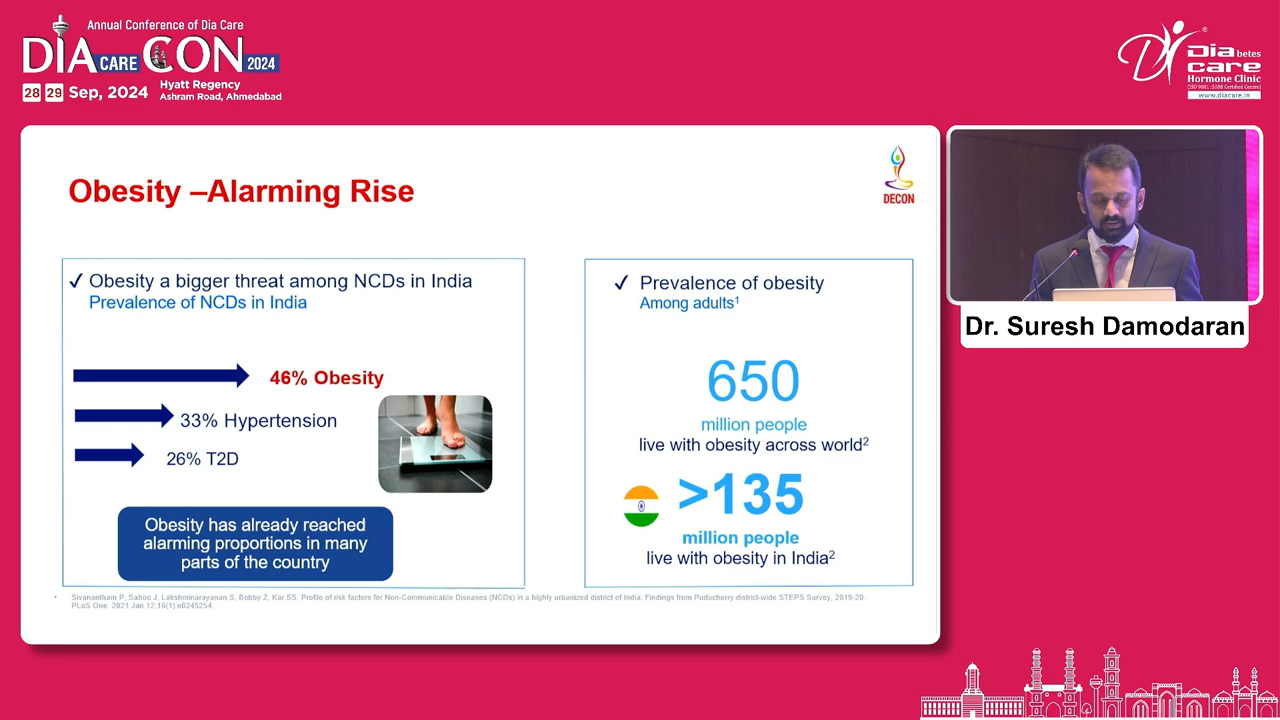 Annual Conference of Dia Care
DIA CARE CON 2024
28 29 Sep, 2024
Hyatt Regency
Ashram Road, Ahmedabad
Diabetes
care
Hormone Clinic
(ISO 9001:2008 Certified Centre)
www.diacare.in
Obesity –Alarming Rise
DECON
✓ Obesity a bigger threat among NCDs in India
Prevalence of NCDs in India
46% Obesity
33% Hypertension
26% T2D
Obesity has already reached
alarming proportions in many
parts of the country
✓ Prevalence of obesity
Among adults1
650
million people
live with obesity across world2
>135
million people
live with obesity in India2
• Sivanantham P, Sahoo J, Lakshminarayanan S, Bobby Z, Kar SS. Profile of risk factors for Non-Communicable Diseases (NCDs) in a highly urbanized district of India: Findings from Puducherry district-wide STEPS Survey, 2019-20.
PLoS One. 2021 Jan 12;16(1):e0245254.
Dr. Suresh Damodaran